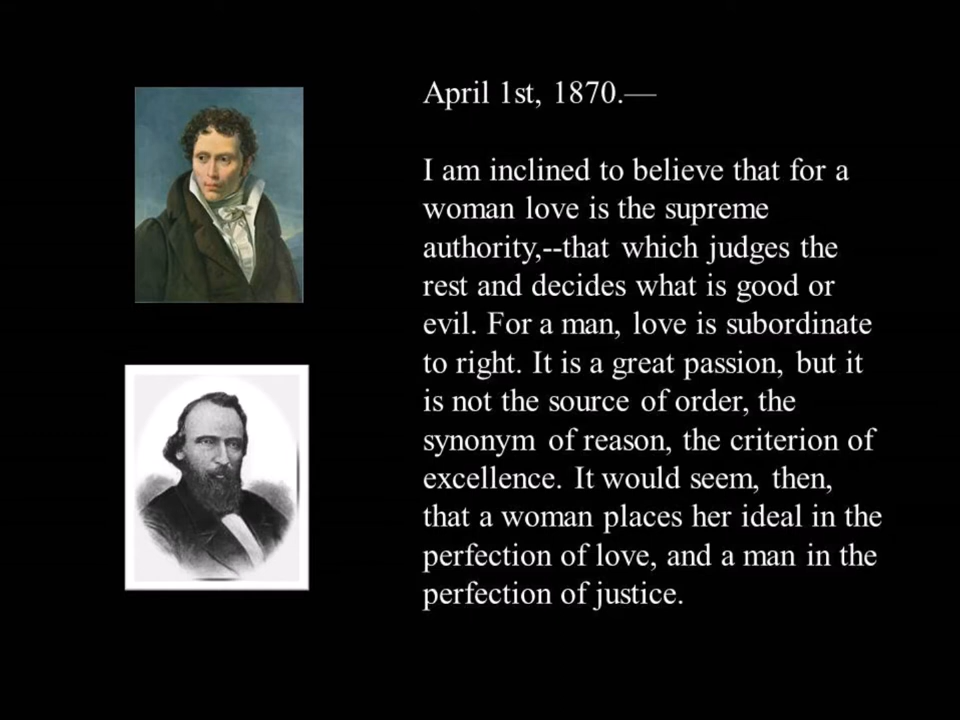 April 1st, 1870.—
I am inclined to believe that for a
woman love is the supreme
authority,--that which judges the
rest and decides what is good or
evil. For a man, love is subordinate
to right. It is a great passion, but it
is not the source of order, the
synonym of reason, the criterion of
excellence. It would seem, then,
that a woman places her ideal in the
perfection of love, and a man in the
perfection of justice.